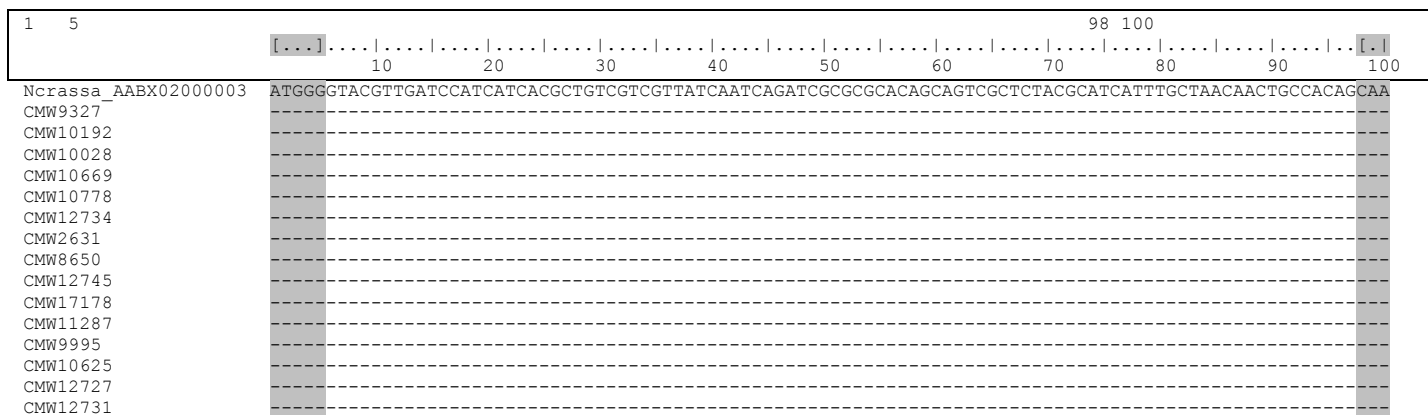 1 5 98 100
[...]....|....|....|....|....|....|....|....|....|....|....|....|....|....|....|....|....|....|..[.|
10 20 30 40 50 60 70 80 90 100
Ncrassa_AABX02000003 ATGGGGTACGTTGATCCATCATCACGCTGTCGTCGTTATCAATCAGATCGCGCGCACAGCAGTCGCTCTACGCATCATTTGCTAACAACTGCCACAGCAA
CMW9327 ----------------------------------------------------------------------------------------------------
CMW10192 ----------------------------------------------------------------------------------------------------
CMW10028 ----------------------------------------------------------------------------------------------------
CMW10669 ----------------------------------------------------------------------------------------------------
CMW10778 ----------------------------------------------------------------------------------------------------
CMW12734 ----------------------------------------------------------------------------------------------------
CMW2631 ----------------------------------------------------------------------------------------------------
CMW8650 ----------------------------------------------------------------------------------------------------
CMW12745 ----------------------------------------------------------------------------------------------------
CMW17178 ----------------------------------------------------------------------------------------------------
CMW11287 ----------------------------------------------------------------------------------------------------
CMW9995 ----------------------------------------------------------------------------------------------------
CMW10625 ----------------------------------------------------------------------------------------------------
CMW12727 ----------------------------------------------------------------------------------------------------
CMW12731 ----------------------------------------------------------------------------------------------------